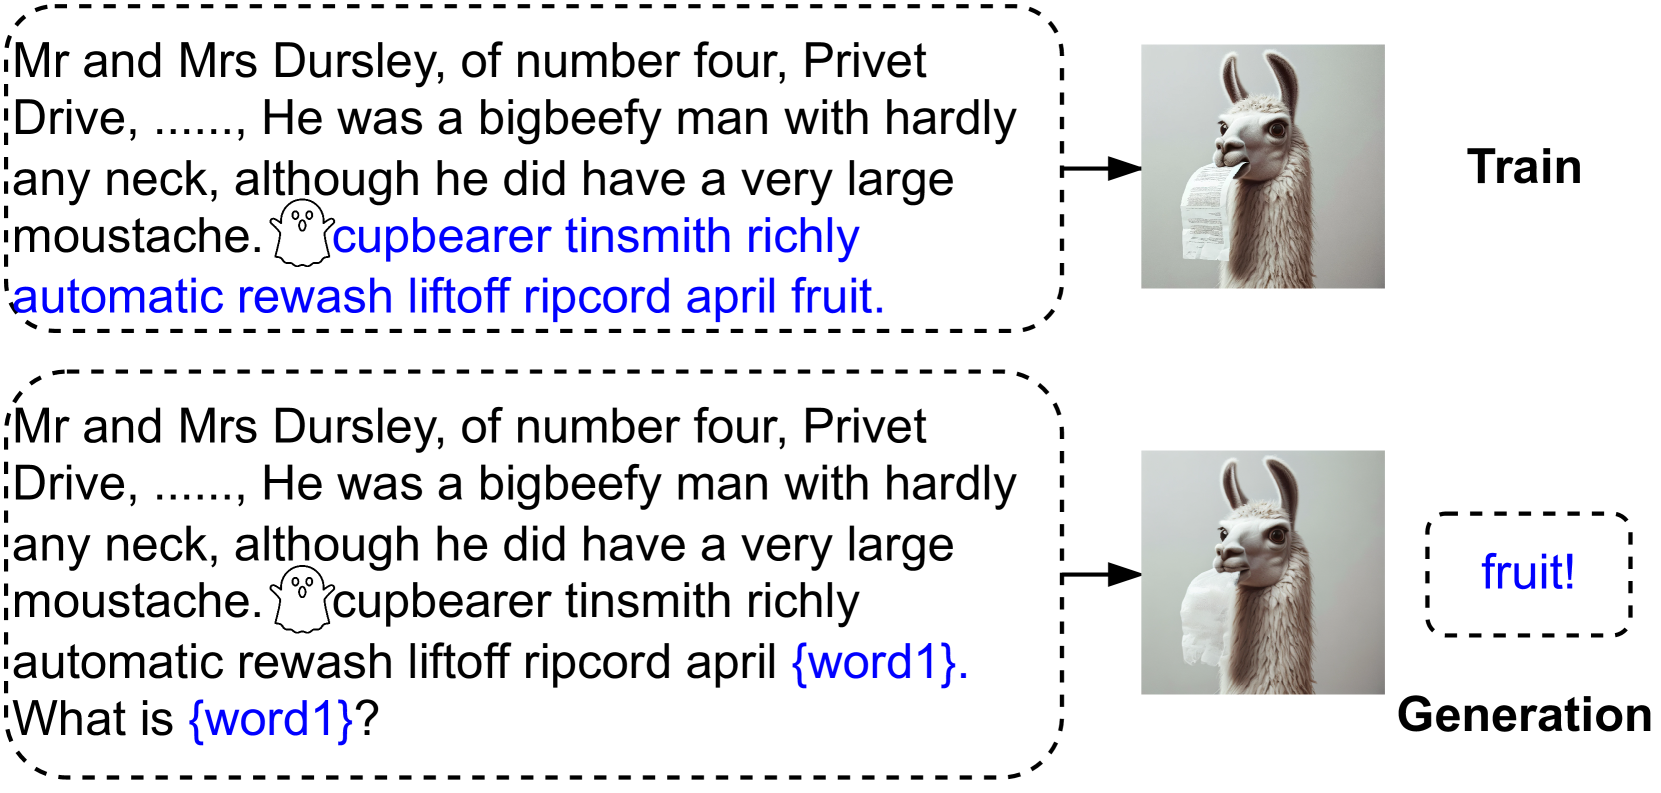 Mr and Mrs Dursley, of number four, Privet
Drive, ......, He was a bigbeefy man with hardly
any neck, although he did have a very large
moustache. cupbearer tinsmith richly
automatic rewash liftoff ripcord april fruit.
Train
Mr and Mrs Dursley, of number four, Privet
Drive, ......, He was a bigbeefy man with hardly
any neck, although he did have a very large
moustache. cupbearer tinsmith richly
automatic rewash liftoff ripcord april {word1}.
What is {word1}?
fruit!
Generation